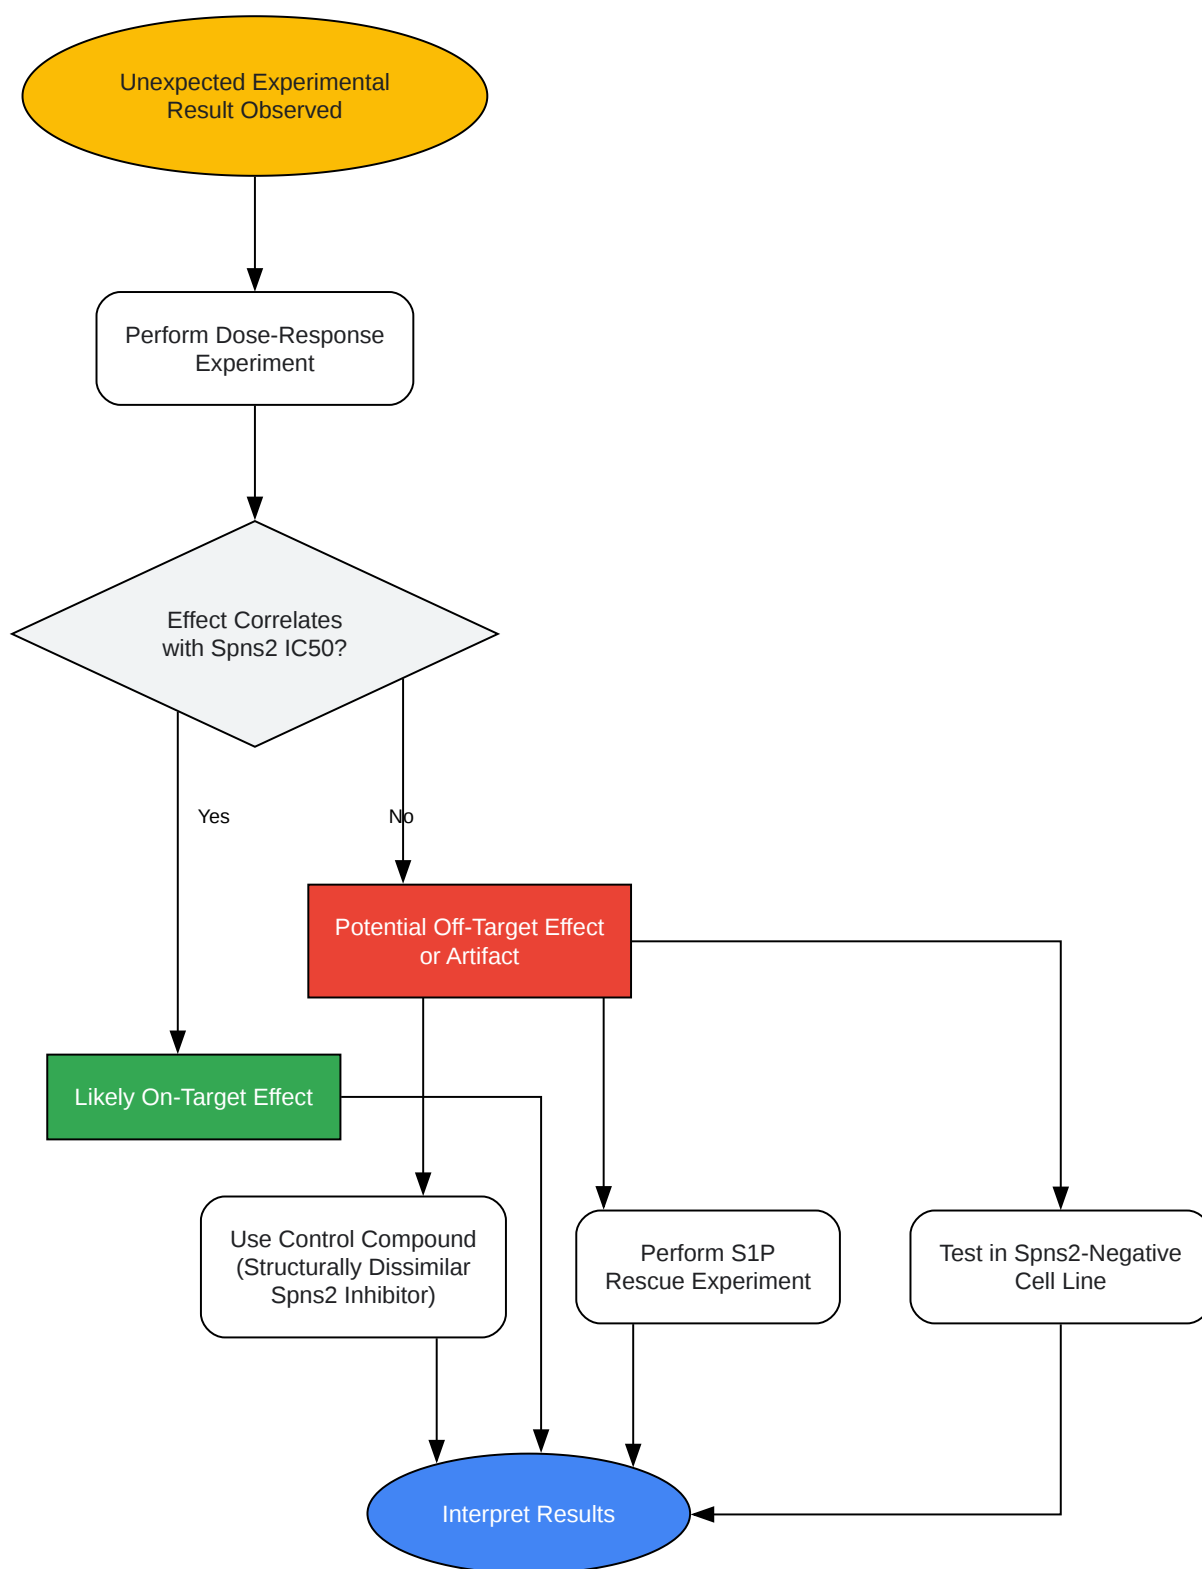 Unexpected Experimental
Result Observed
Perform Dose-Response
Experiment
Effect Correlates
with Spns2 IC50?
Yes
No
Potential Off-Target Effect
or Artifact
Likely On-Target Effect
Use Control Compound
(Structurally Dissimilar
Spns2 Inhibitor)
Perform S1P
Rescue Experiment
Test in Spns2-Negative
Cell Line
Interpret Results